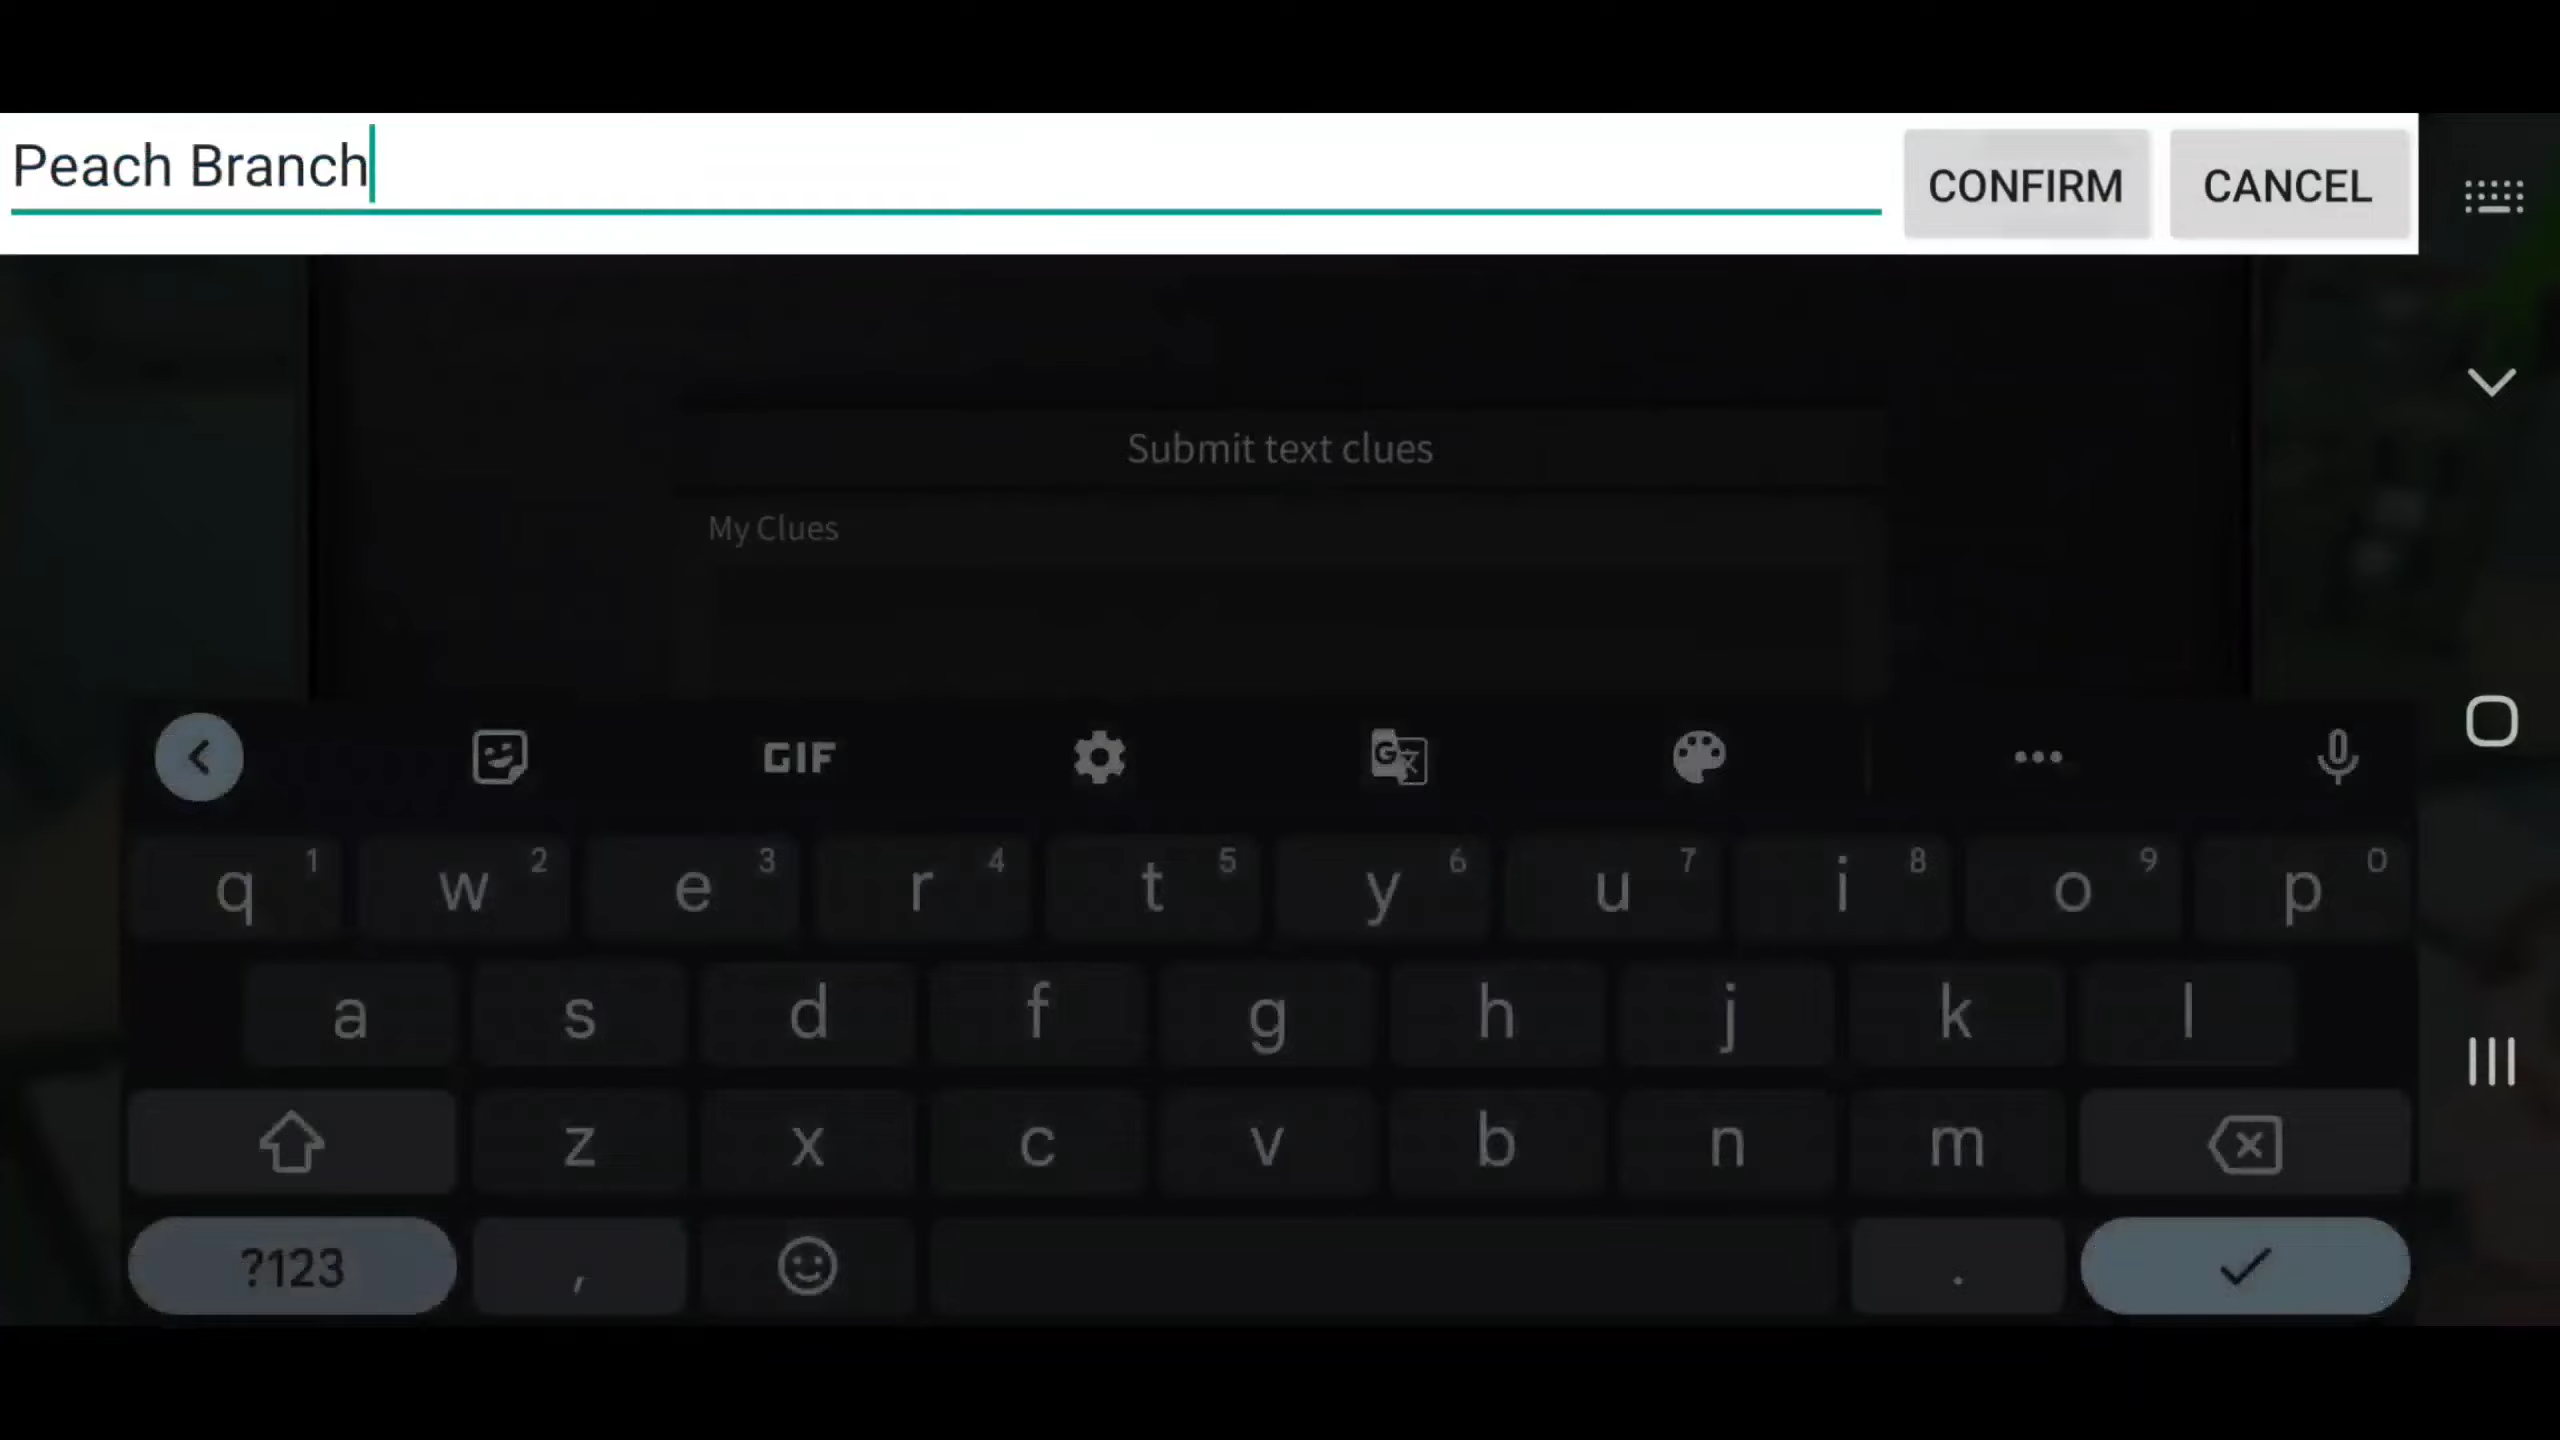 Peach Branch
CONFIRM
CANCEL
Submit text clues
My Clues
GIF
G
q 1 w 2 e 3 r 4 t 5 y 6 u 7 i 8 o 9 p 0
a s d f g h j k l
z x c v b n m
?123 , .